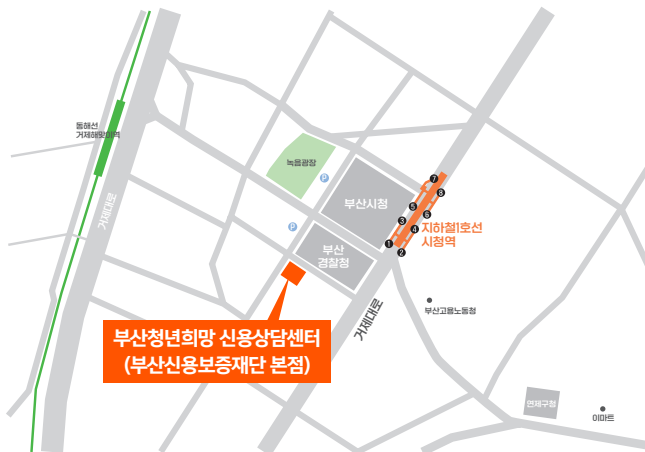 동해선
거제해맞이역
녹음광장
P
P
거제대로
부산시청
7
8
5
6
3
4
1
2
지하철1호선
시청역
부산
경찰청
거제대로
부산고용노동청
부산청년희망 신용상담센터
(부산신용보증재단 본점)
연제구청
이마트